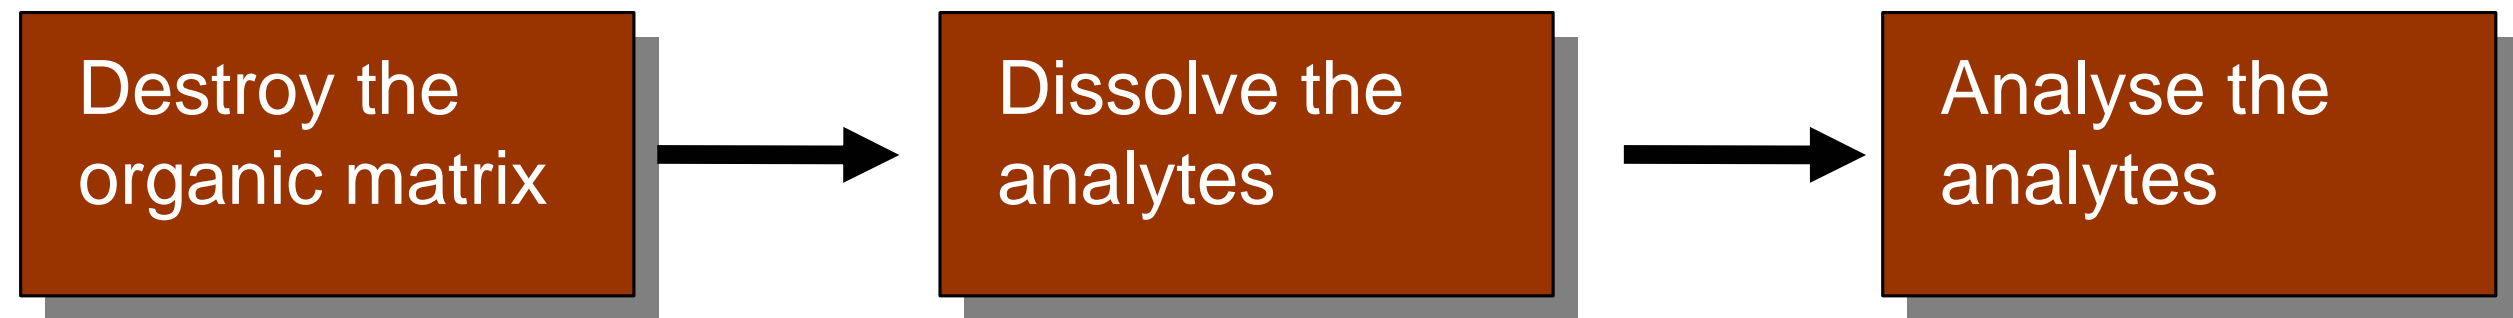 Destroy the
organic matrix
Dissolve the
analytes
Analyse the
analytes